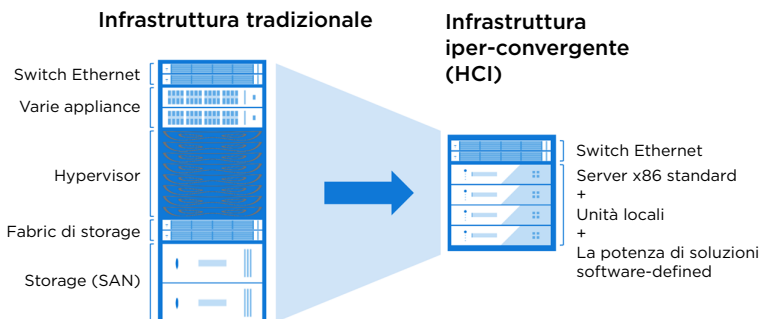 Infrastruttura tradizionale
Switch Ethernet
Varie appliance
Hypervisor
Fabric di storage
Storage (SAN)
Infrastruttura
iper-convergente
(HCI)
Switch Ethernet
Server x86 standard
+
Unità locali
+
La potenza di soluzioni
software-defined